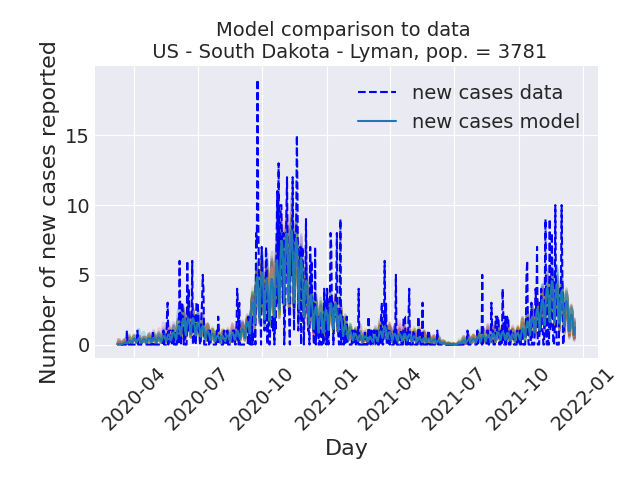 Model comparison to data
US - South Dakota - Lyman, pop. = 3781
Number of new cases reported
new cases data
new cases model
15
10
5
0
2020-04
2020-07
2020-10
2021-01
2021-04
2021-07
2021-10
2022-01
Day